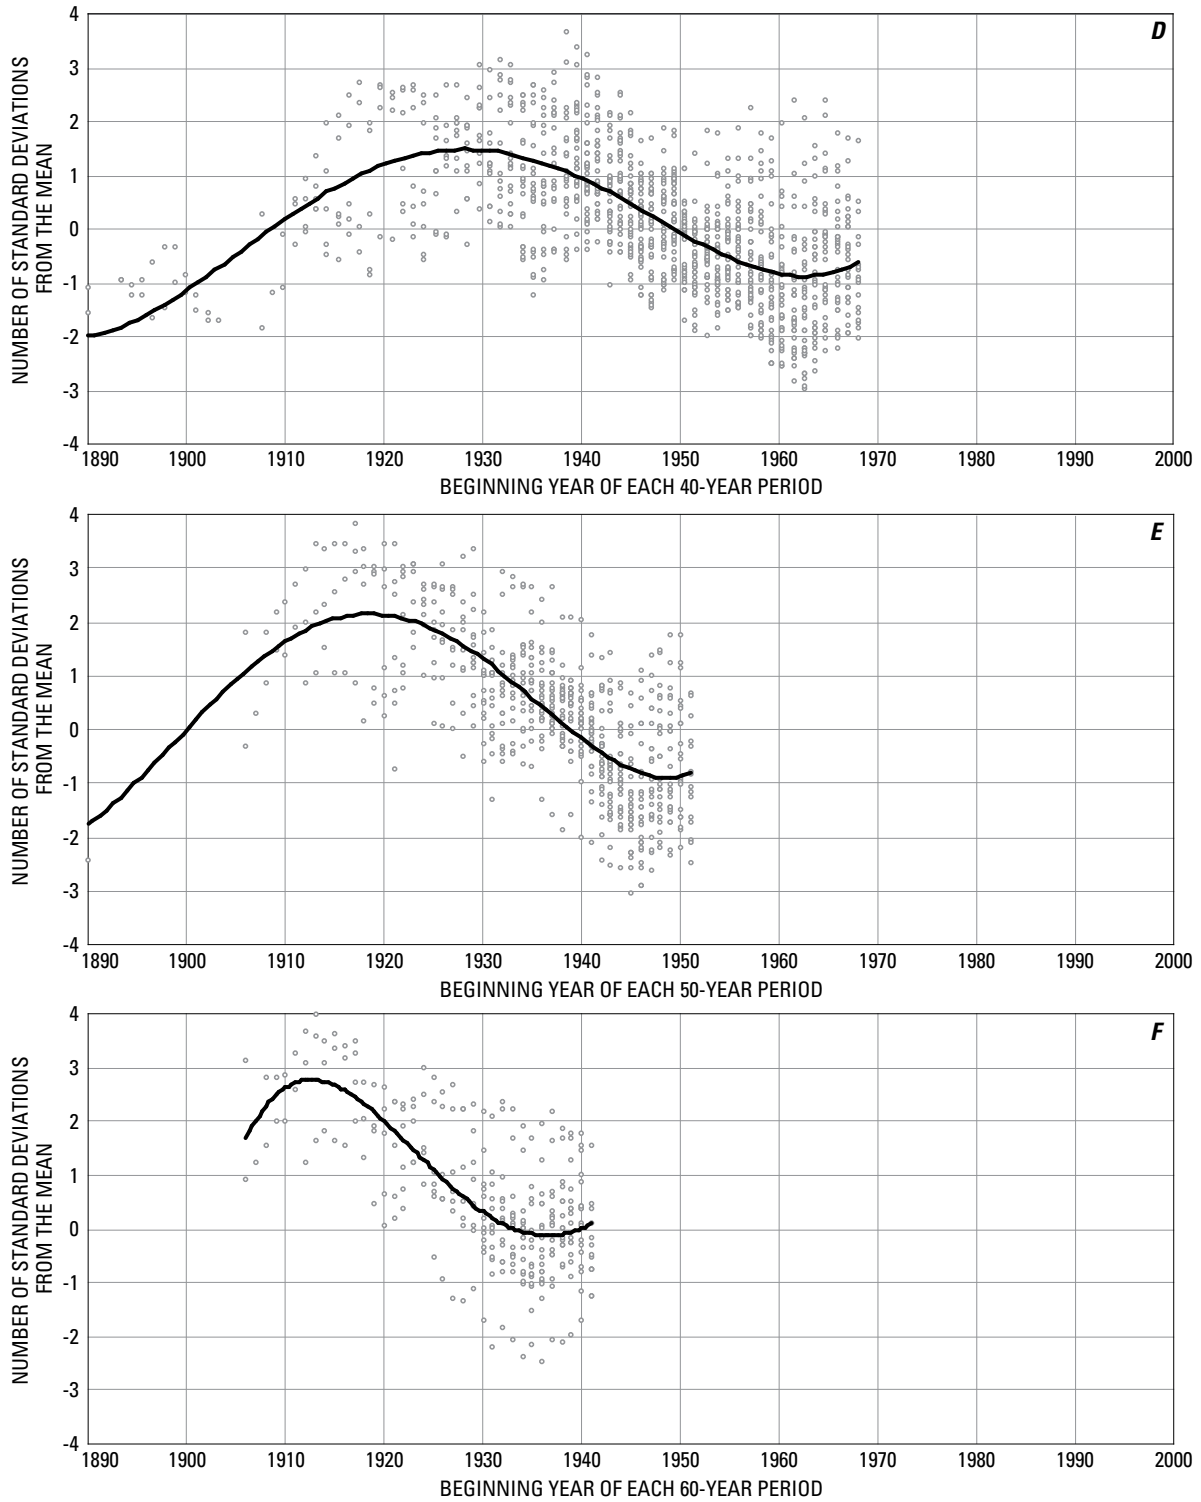 4
D
3
2
1
0
-1
-2
-3
-4
NUMBER OF STANDARD DEVIATIONS
FROM THE MEAN
1890 1900 1910 1920 1930 1940 1950 1960 1970 1980 1990 2000
BEGINNING YEAR OF EACH 40-YEAR PERIOD
4
E
3
2
1
0
-1
-2
-3
-4
NUMBER OF STANDARD DEVIATIONS
FROM THE MEAN
1890 1900 1910 1920 1930 1940 1950 1960 1970 1980 1990 2000
BEGINNING YEAR OF EACH 50-YEAR PERIOD
4
F
3
2
1
0
-1
-2
-3
-4
NUMBER OF STANDARD DEVIATIONS
FROM THE MEAN
1890 1900 1910 1920 1930 1940 1950 1960 1970 1980 1990 2000
BEGINNING YEAR OF EACH 60-YEAR PERIOD